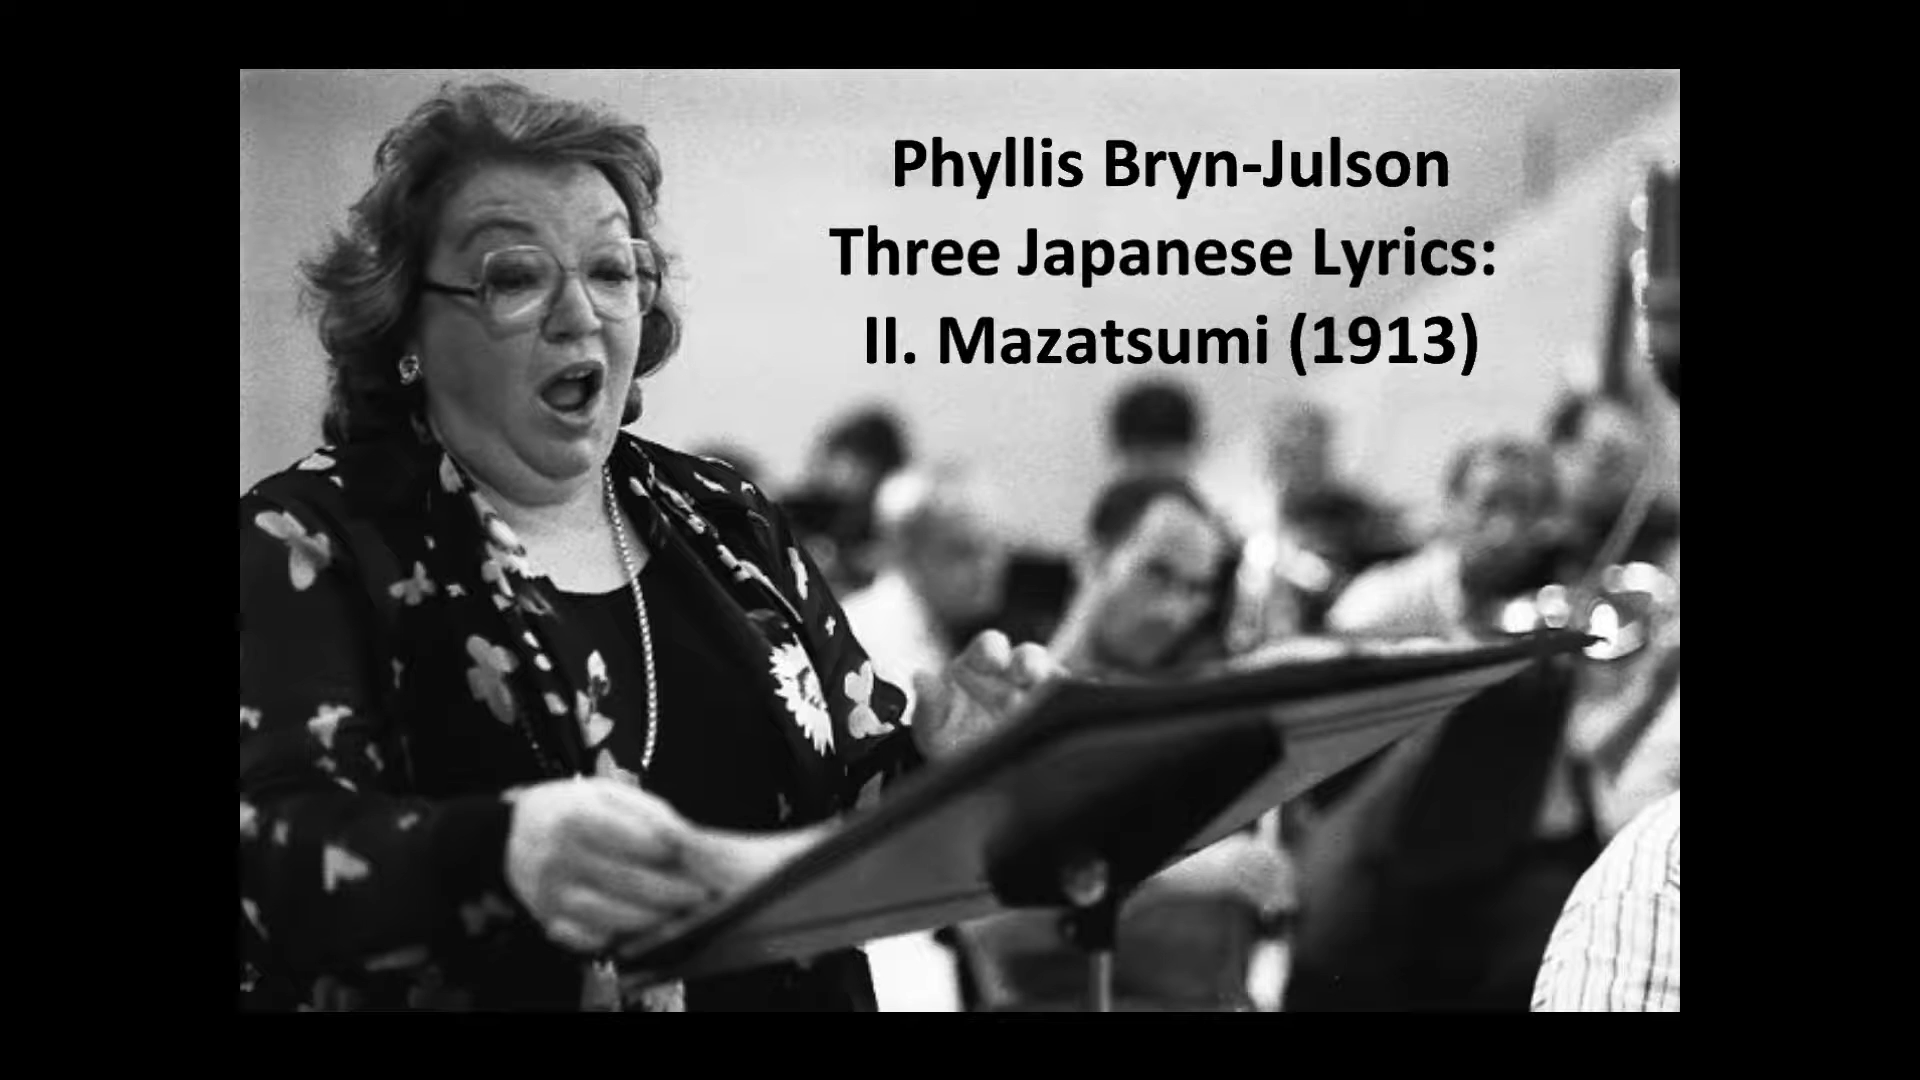 Phyllis Bryn-Julson
Three Japanese Lyrics:
II. Mazatsumi (1913)